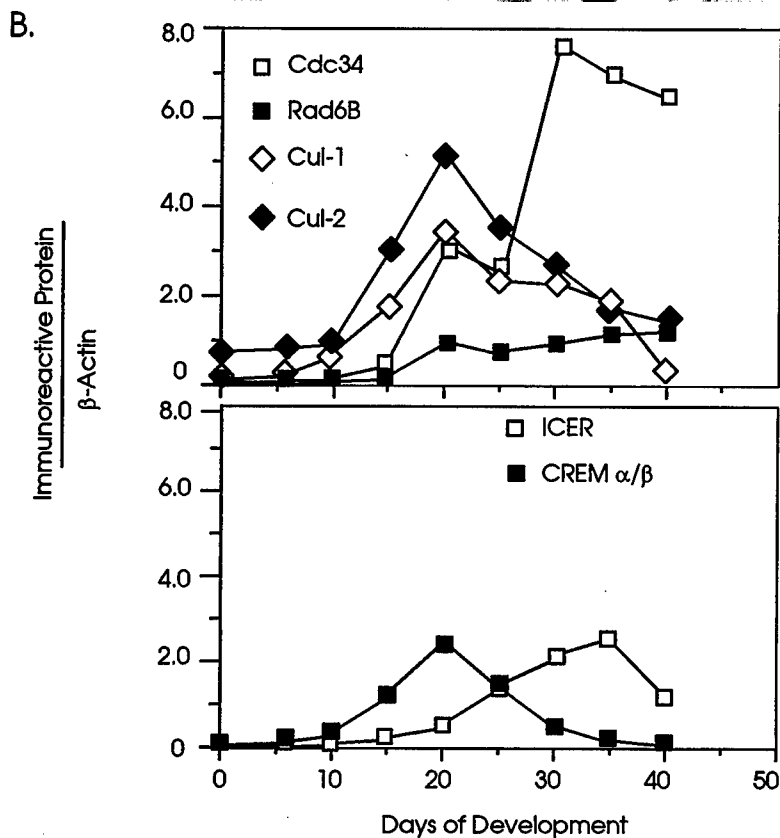 B.
8.0
6.0
4.0
2.0
0
Cdc34
Rad6B
Cul-1
Cul-2
Immunoreactive Protein
β-Actin
8.0
6.0
4.0
2.0
0
ICER
CREM α/β
0
10
20
30
40
50
Days of Development